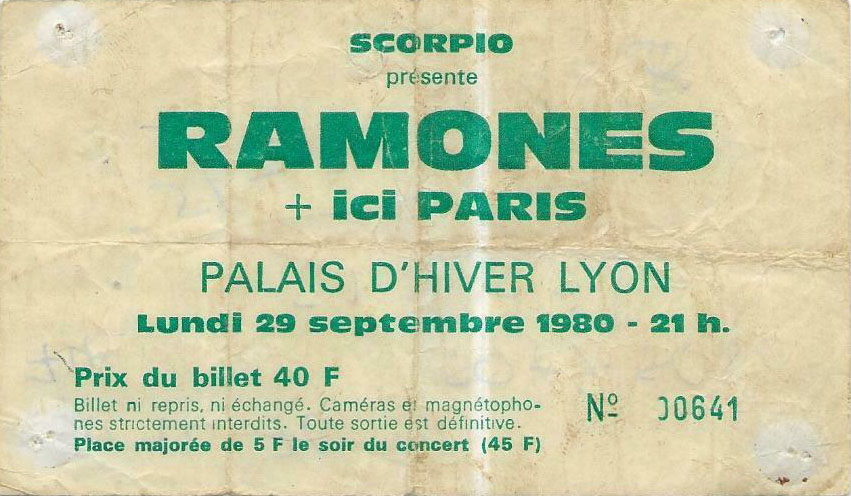 SCORPIO
présente
RAMONES
+ ici PARIS
PALAIS D'HIVER LYON
Lundi 29 septembre 1980 - 21 h.
Prix du billet 40 F
Billet ni repris, ni échangé. Caméras et magnétopho-
nes strictement interdits. Toute sortie est définitive.
Place majorée de 5 F le soir du concert (45 F)
Nº 00641